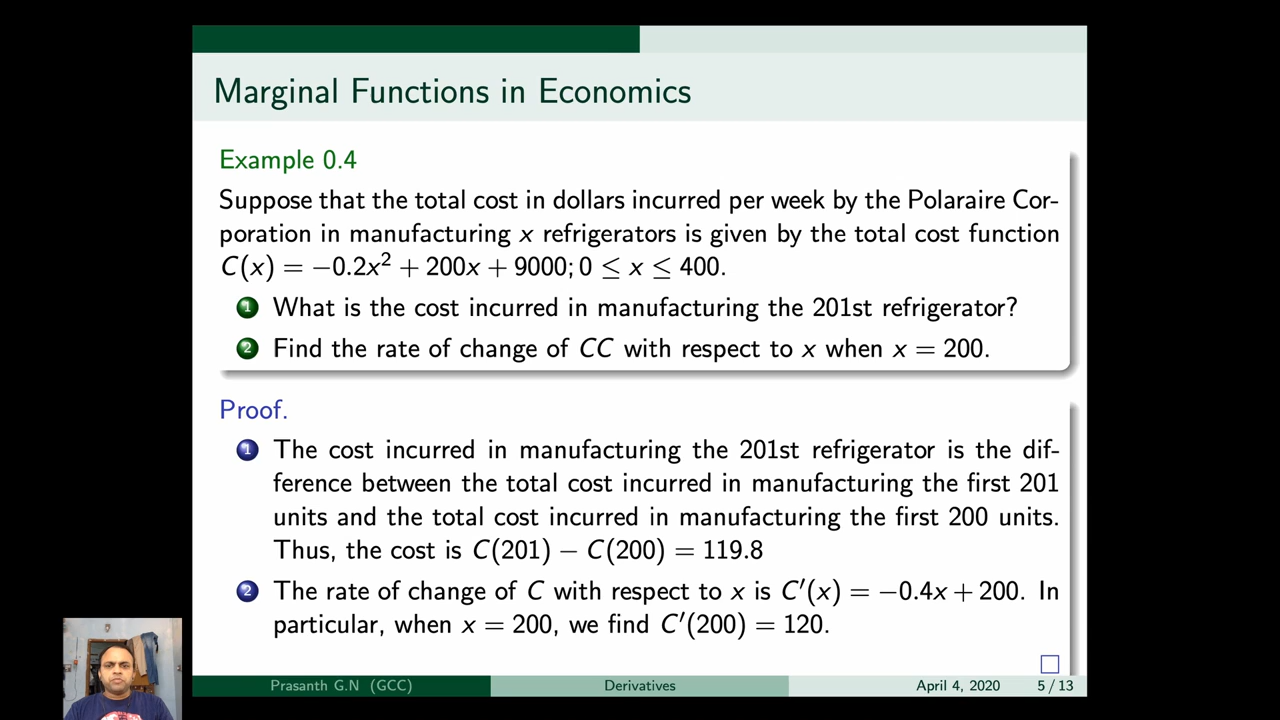 Marginal Functions in Economics
Example 0.4
Suppose that the total cost in dollars incurred per week by the Polaraire Cor-
poration in manufacturing x refrigerators is given by the total cost function
C(x) = −0.2x² + 200x + 9000; 0 ≤ x ≤ 400.
1 What is the cost incurred in manufacturing the 201st refrigerator?
2 Find the rate of change of CC with respect to x when x = 200.
Proof.
1 The cost incurred in manufacturing the 201st refrigerator is the dif-
ference between the total cost incurred in manufacturing the first 201
units and the total cost incurred in manufacturing the first 200 units.
Thus, the cost is C(201) − C(200) = 119.8
2 The rate of change of C with respect to x is C′(x) = −0.4x + 200. In
particular, when x = 200, we find C′(200) = 120.
Prasanth G.N (GCC) Derivatives April 4, 2020 5 / 13